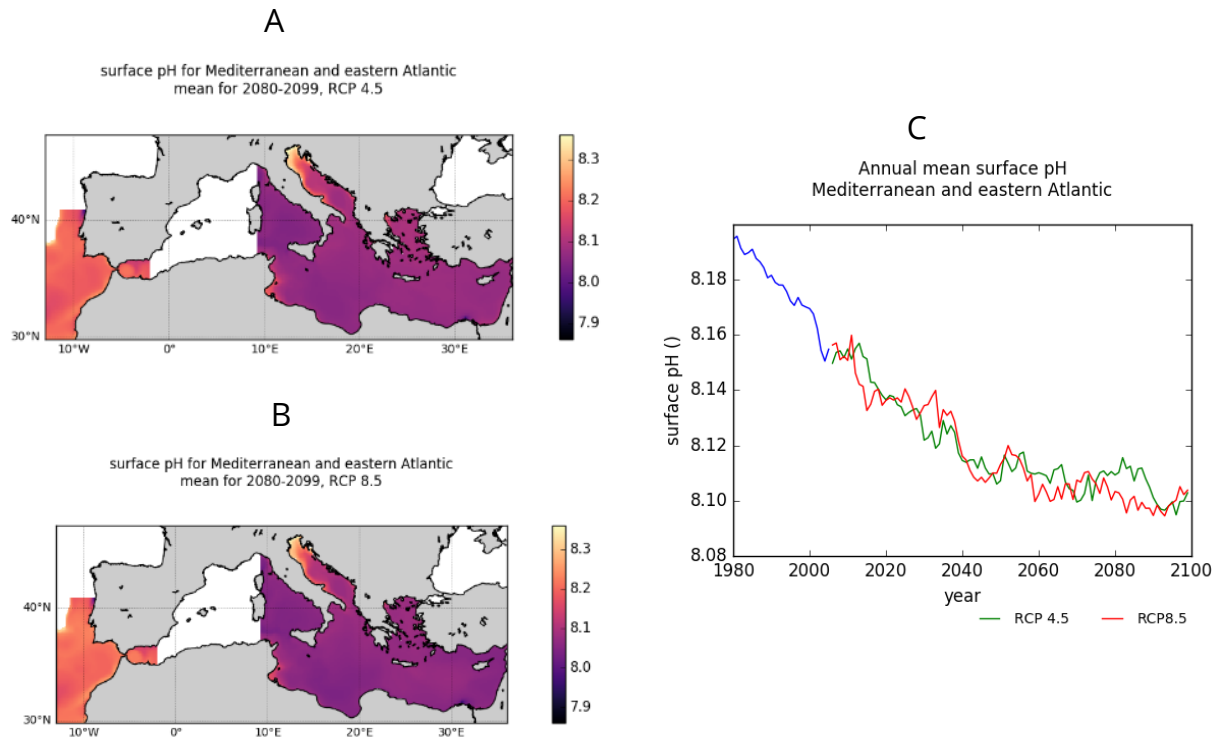 A
surface pH for Mediterranean and eastern Atlantic
mean for 2080-2099, RCP 4.5
40°N
30°N
10°W
0°
10°E
20°E
30°E
8.3
8.2
8.1
8.0
7.9
B
surface pH for Mediterranean and eastern Atlantic
mean for 2080-2099, RCP 8.5
40°N
30°N
10°W
0°
10°E
20°E
30°E
8.3
8.2
8.1
8.0
7.9
C
Annual mean surface pH
Mediterranean and eastern Atlantic
surface pH ()
8.18
8.16
8.14
8.12
8.10
8.08
1980
2000
2020
2040
2060
2080
2100
year
RCP 4.5
RCP8.5